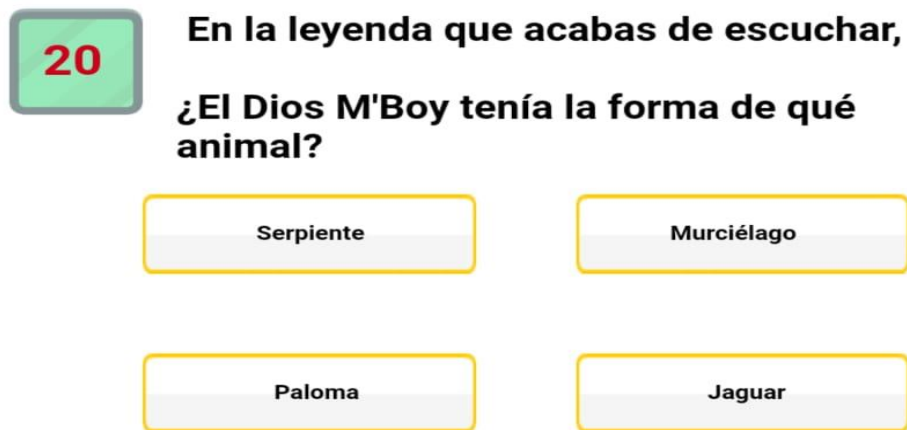 20
En la leyenda que acabas de escuchar,
¿El Dios M'Boy tenía la forma de qué
animal?
Serpiente
Murciélago
Paloma
Jaguar